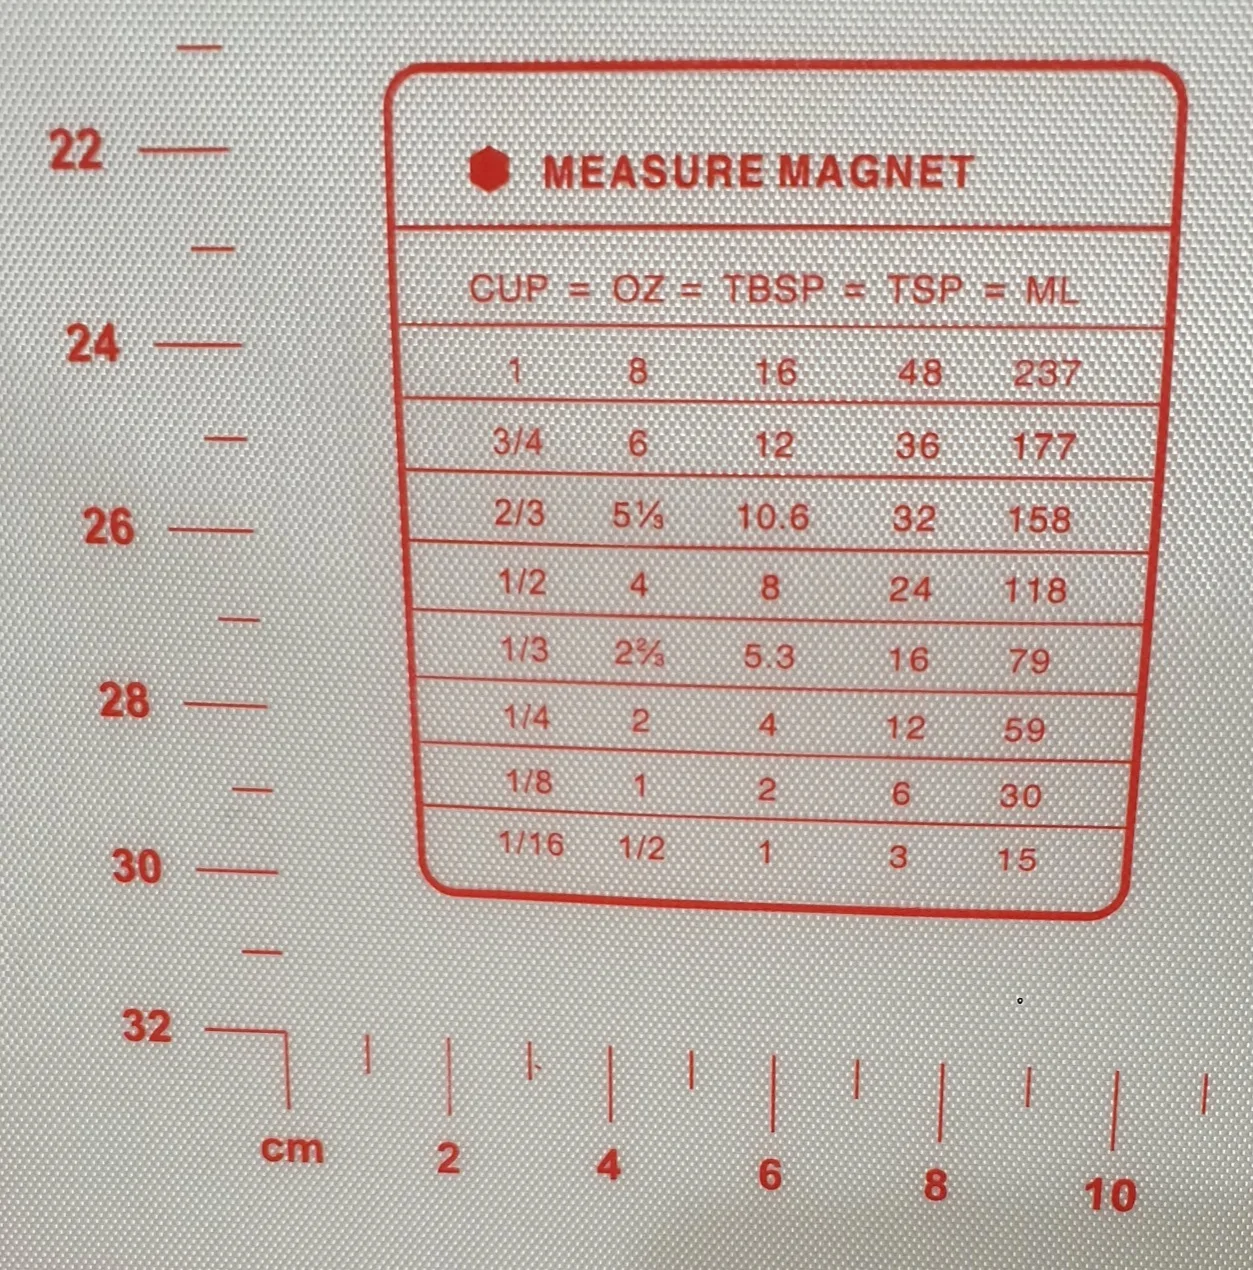 22
MEASURE MAGNET
CUP = OZ = TBSP = TSP = ML
24
1 8 16 48 237
3/4 6 12 36 177
26
2/3 5⅓ 10.6 32 158
1/2 4 8 24 118
1/3 2⅔ 5.3 16 79
28
1/4 2 4 12 59
1/8 1 2 6 30
30
1/16 1/2 1 3 15
32
cm 2 4 6 8 10